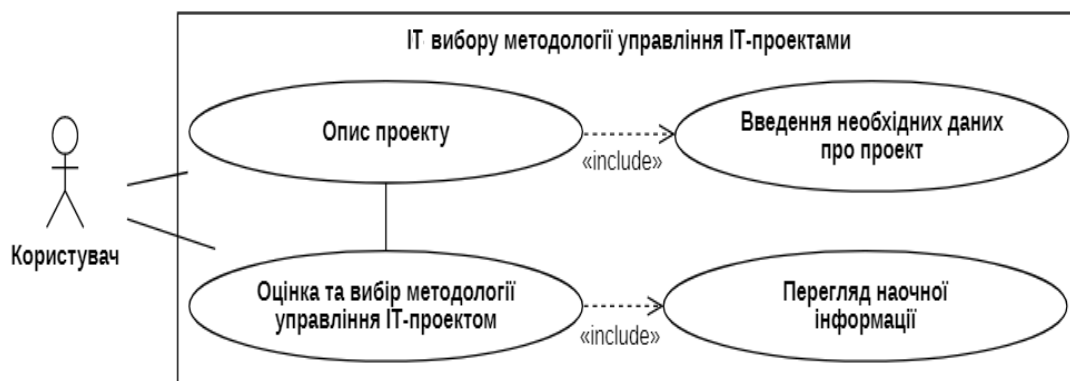 ІТ вибору методології управління ІТ-проектами
Опис проекту
Введення необхідних даних
про проект
«include»
Користувач
Оцінка та вибір методології
управління ІТ-проектом
Перегляд наочної
інформації
«include»